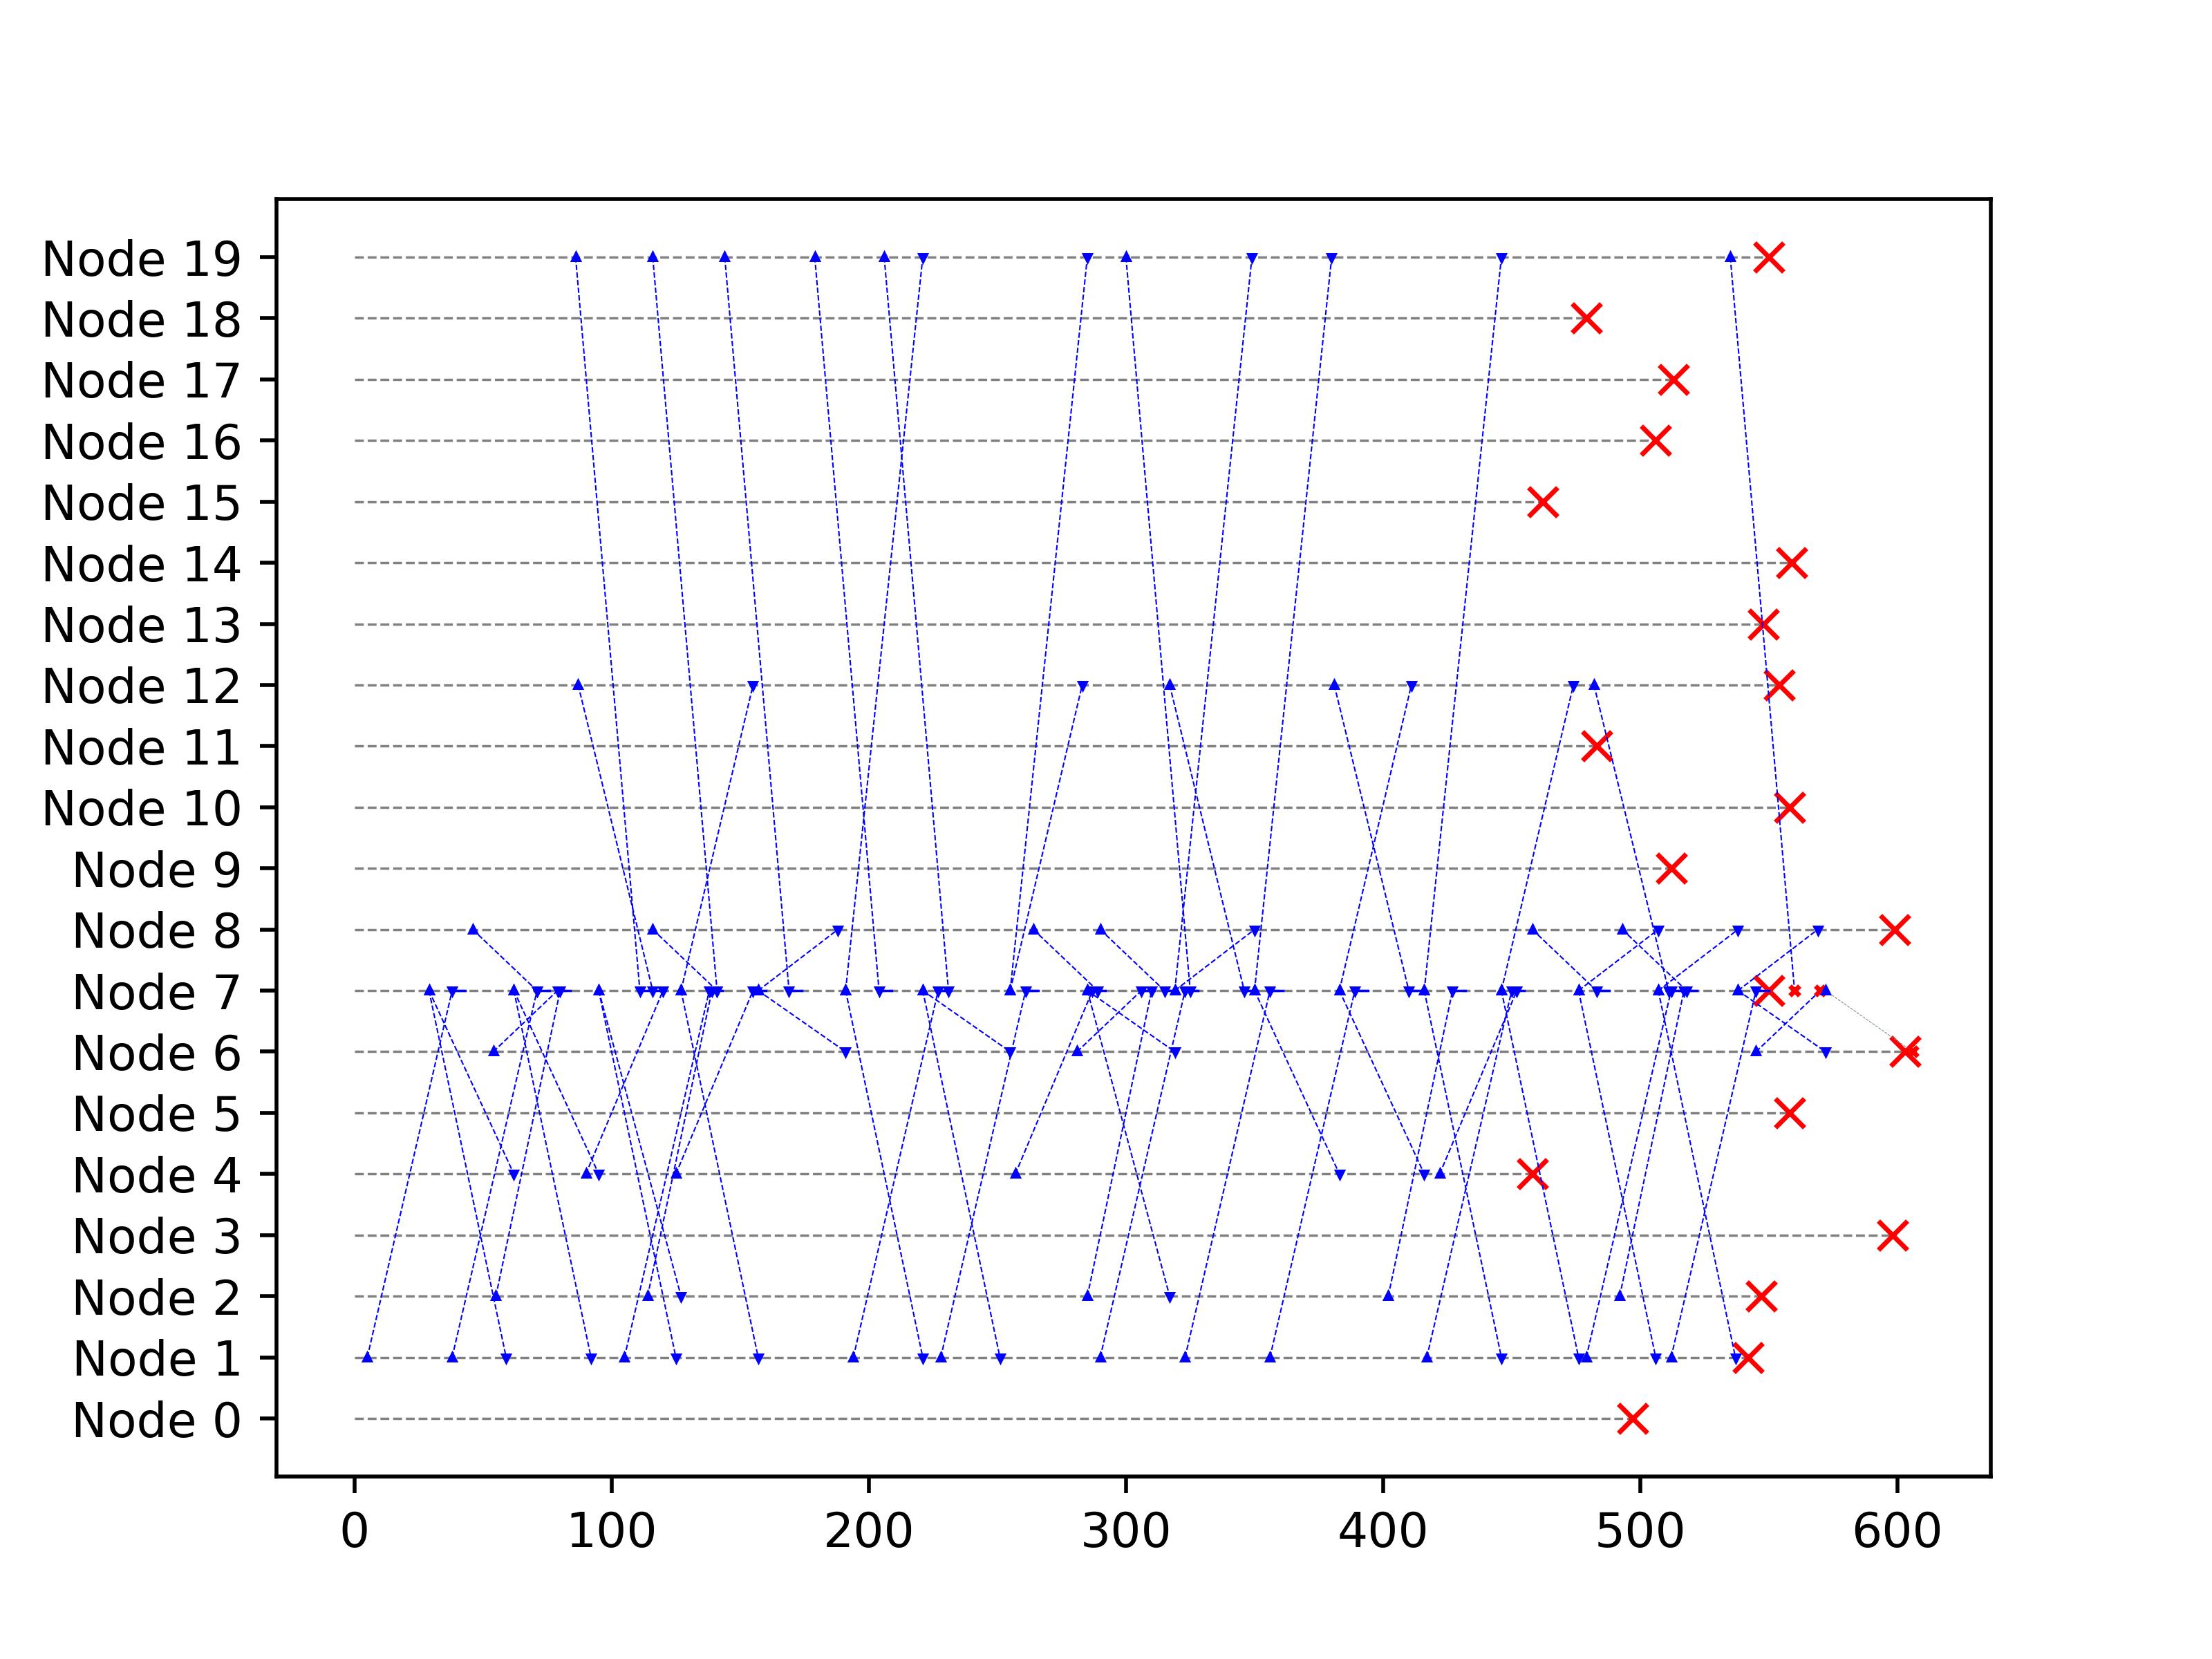 Node 19
Node 18
Node 17
Node 16
Node 15
Node 14
Node 13
Node 12
Node 11
Node 10
Node 9
Node 8
Node 7
Node 6
Node 5
Node 4
Node 3
Node 2
Node 1
Node 0
0 100 200 300 400 500 600